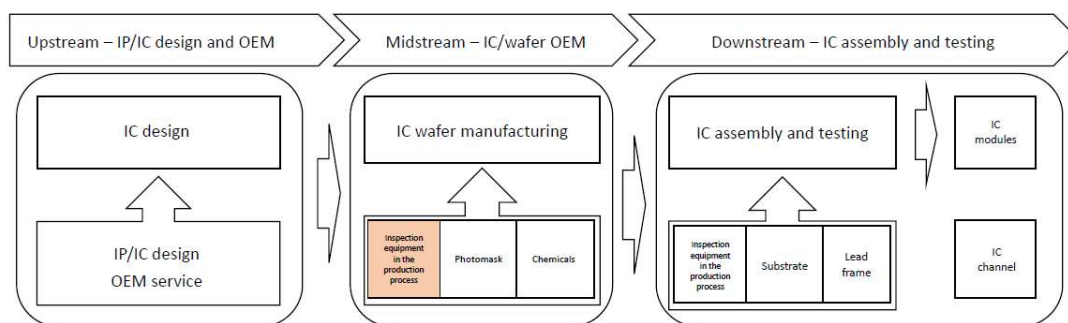 Upstream – IP/IC design and OEM
Midstream – IC/wafer OEM
Downstream – IC assembly and testing
IC design
IP/IC design
OEM service
IC wafer manufacturing
Inspection
equipment
in the
production
process
Photomask
Chemicals
IC assembly and testing
Inspection
equipment
in the
production
process
Substrate
Lead
frame
IC
modules
IC
channel